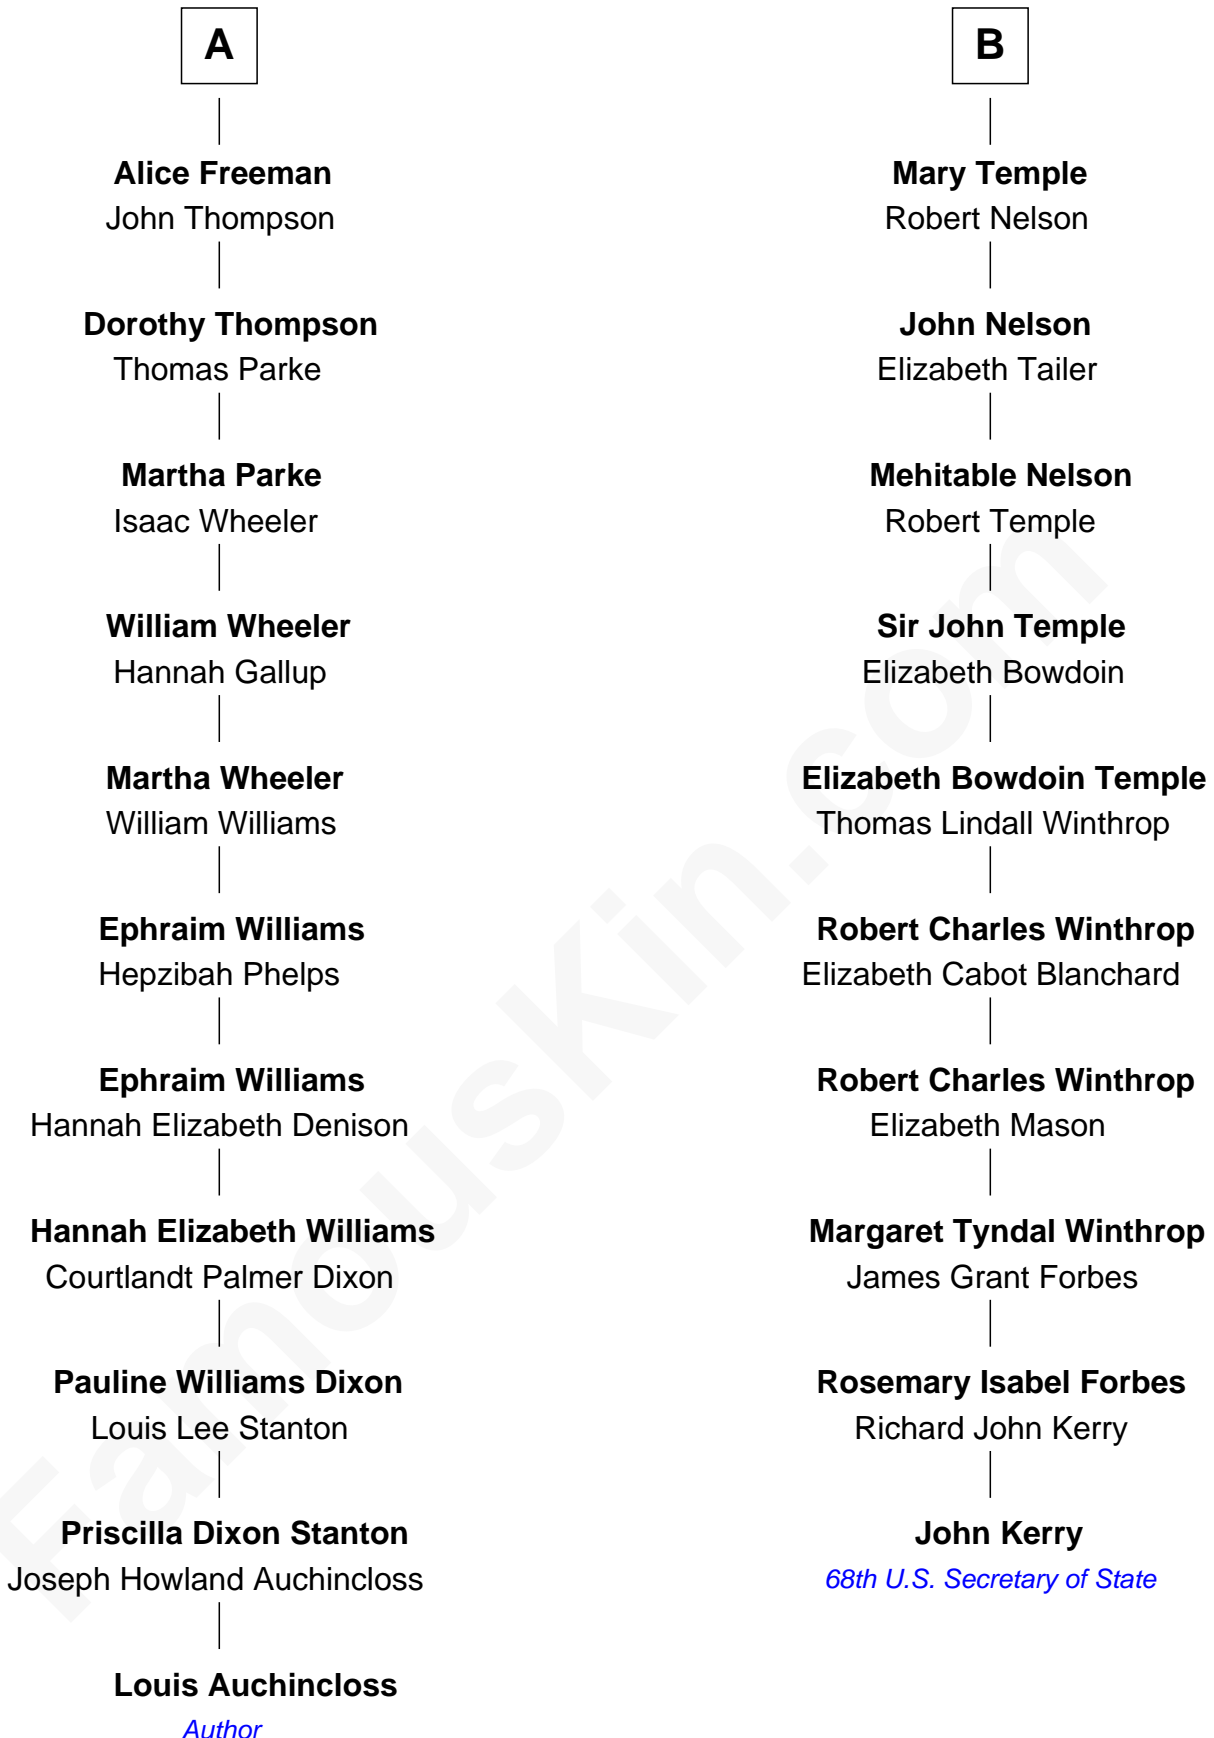 A
Alice Freeman
John Thompson
Dorothy Thompson
Thomas Parke
Martha Parke
Isaac Wheeler
William Wheeler
Hannah Gallup
Martha Wheeler
William Williams
Ephraim Williams
Hepzibah Phelps
Ephraim Williams
Hannah Elizabeth Denison
Hannah Elizabeth Williams
Courtlandt Palmer Dixon
Pauline Williams Dixon
Louis Lee Stanton
Priscilla Dixon Stanton
Joseph Howland Auchincloss
Louis Auchincloss
Author
B
Mary Temple
Robert Nelson
John Nelson
Elizabeth Tailer
Mehitable Nelson
Robert Temple
Sir John Temple
Elizabeth Bowdoin
Elizabeth Bowdoin Temple
Thomas Lindall Winthrop
Robert Charles Winthrop
Elizabeth Cabot Blanchard
Robert Charles Winthrop
Elizabeth Mason
Margaret Tyndal Winthrop
James Grant Forbes
Rosemary Isabel Forbes
Richard John Kerry
John Kerry
68th U.S. Secretary of State
FamousKin.com